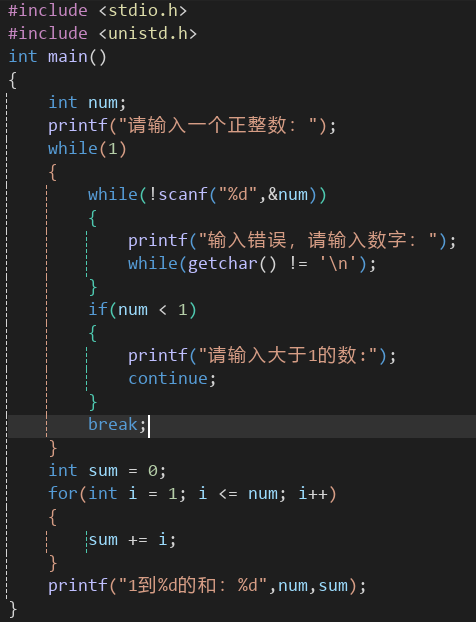 #include <stdio.h>
#include <unistd.h>
int main()
{
    int num;
    printf("请输入一个正整数：");
    while(1)
    {
        while(!scanf("%d",&num))
        {
            printf("输入错误，请输入数字：");
            while(getchar() != '\n');
        }
        if(num < 1)
        {
            printf("请输入大于1的数:");
            continue;
        }
        break;
    }
    int sum = 0;
    for(int i = 1; i <= num; i++)
    {
        sum += i;
    }
    printf("1到%d的和：%d",num,sum);
}